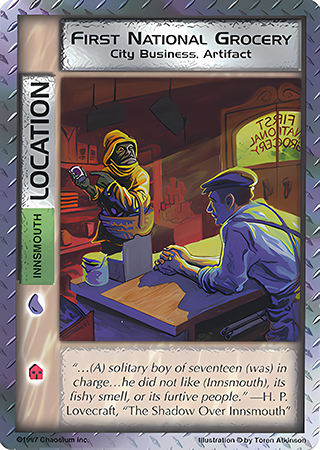 First National Grocery
City Business, Artifact
LOCATION
INNSMOUTH
FIRST
NATIONAL
GROCERY
“...(A) solitary boy of seventeen (was) in
charge...he did not like (Innsmouth), its
fishy smell, or its furtive people.” —H. P.
Lovecraft, “The Shadow Over Innsmouth”
©1997 Chaosium Inc.
Illustration © by Toren Atkinson